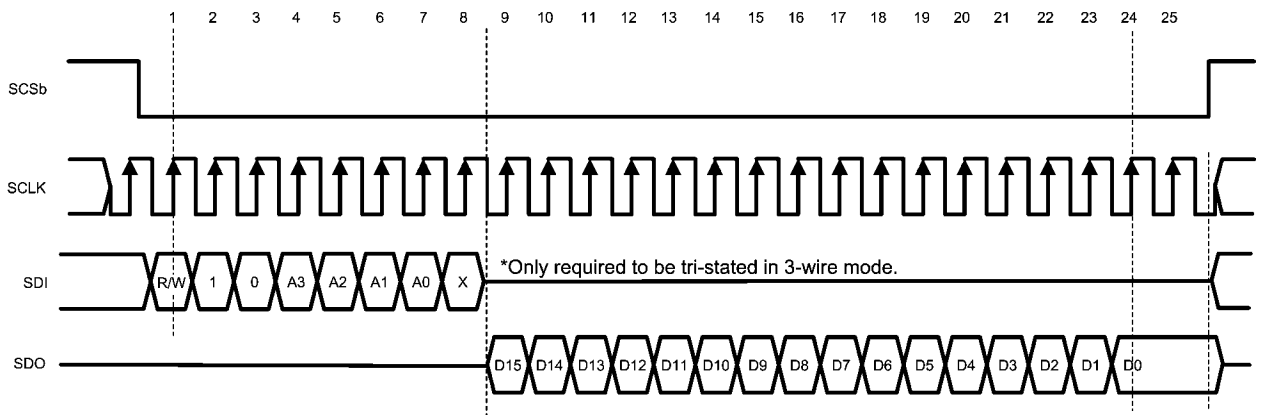 1 2 3 4 5 6 7 8 9 10 11 12 13 14 15 16 17 18 19 20 21 22 23 24 25
SCSb
SCLK
SDI R/W 1 0 A3 A2 A1 A0 X *Only required to be tri-stated in 3-wire mode.
SDO D15 D14 D13 D12 D11 D10 D9 D8 D7 D6 D5 D4 D3 D2 D1 D0